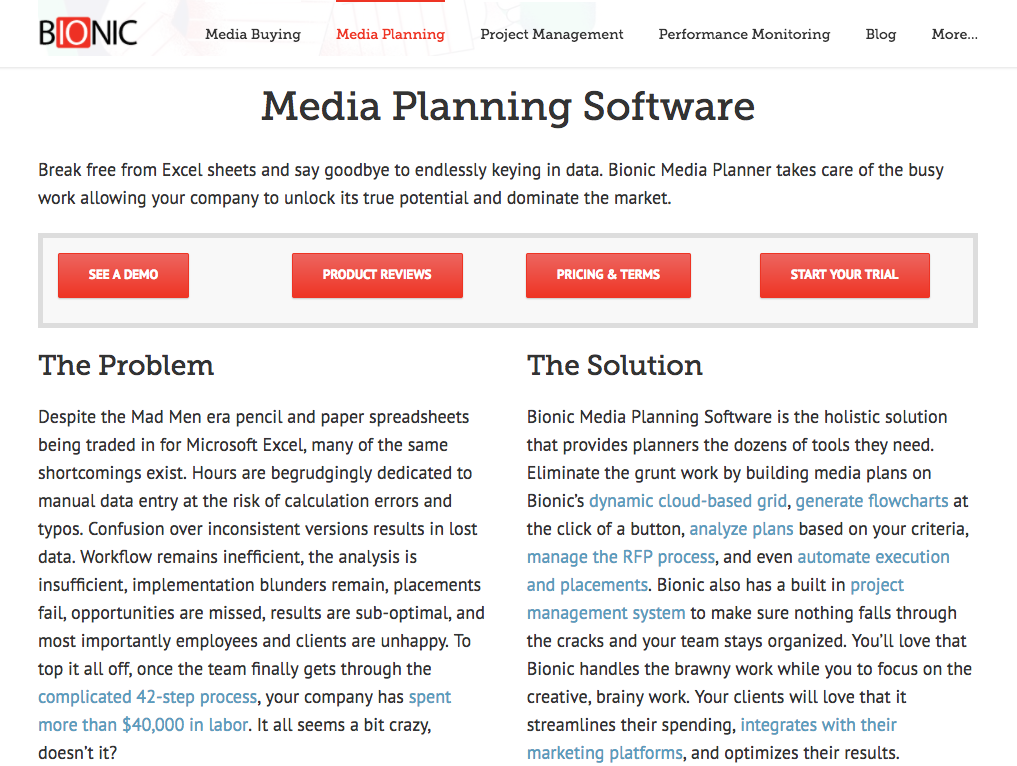 BIONIC
Media Buying
Media Planning
Project Management
Performance Monitoring
Blog
More...
Media Planning Software
Break free from Excel sheets and say goodbye to endlessly keying in data. Bionic Media Planner takes care of the busy
work allowing your company to unlock its true potential and dominate the market.
SEE A DEMO
PRODUCT REVIEWS
PRICING & TERMS
START YOUR TRIAL
The Problem
Despite the Mad Men era pencil and paper spreadsheets
being traded in for Microsoft Excel, many of the same
shortcomings exist. Hours are begrudgingly dedicated to
manual data entry at the risk of calculation errors and
typos. Confusion over inconsistent versions results in lost
data. Workflow remains inefficient, the analysis is
insufficient, implementation blunders remain, placements
fail, opportunities are missed, results are sub-optimal, and
most importantly employees and clients are unhappy. To
top it all off, once the team finally gets through the
complicated 42-step process, your company has spent
more than $40,000 in labor. It all seems a bit crazy,
doesn't it?
The Solution
Bionic Media Planning Software is the holistic solution
that provides planners the dozens of tools they need.
Eliminate the grunt work by building media plans on
Bionic's dynamic cloud-based grid, generate flowcharts at
the click of a button, analyze plans based on your criteria,
manage the RFP process, and even automate execution
and placements. Bionic also has a built in project
management system to make sure nothing falls through
the cracks and your team stays organized. You'll love that
Bionic handles the brawny work while you to focus on the
creative, brainy work. Your clients will love that it
streamlines their spending, integrates with their
marketing platforms, and optimizes their results.